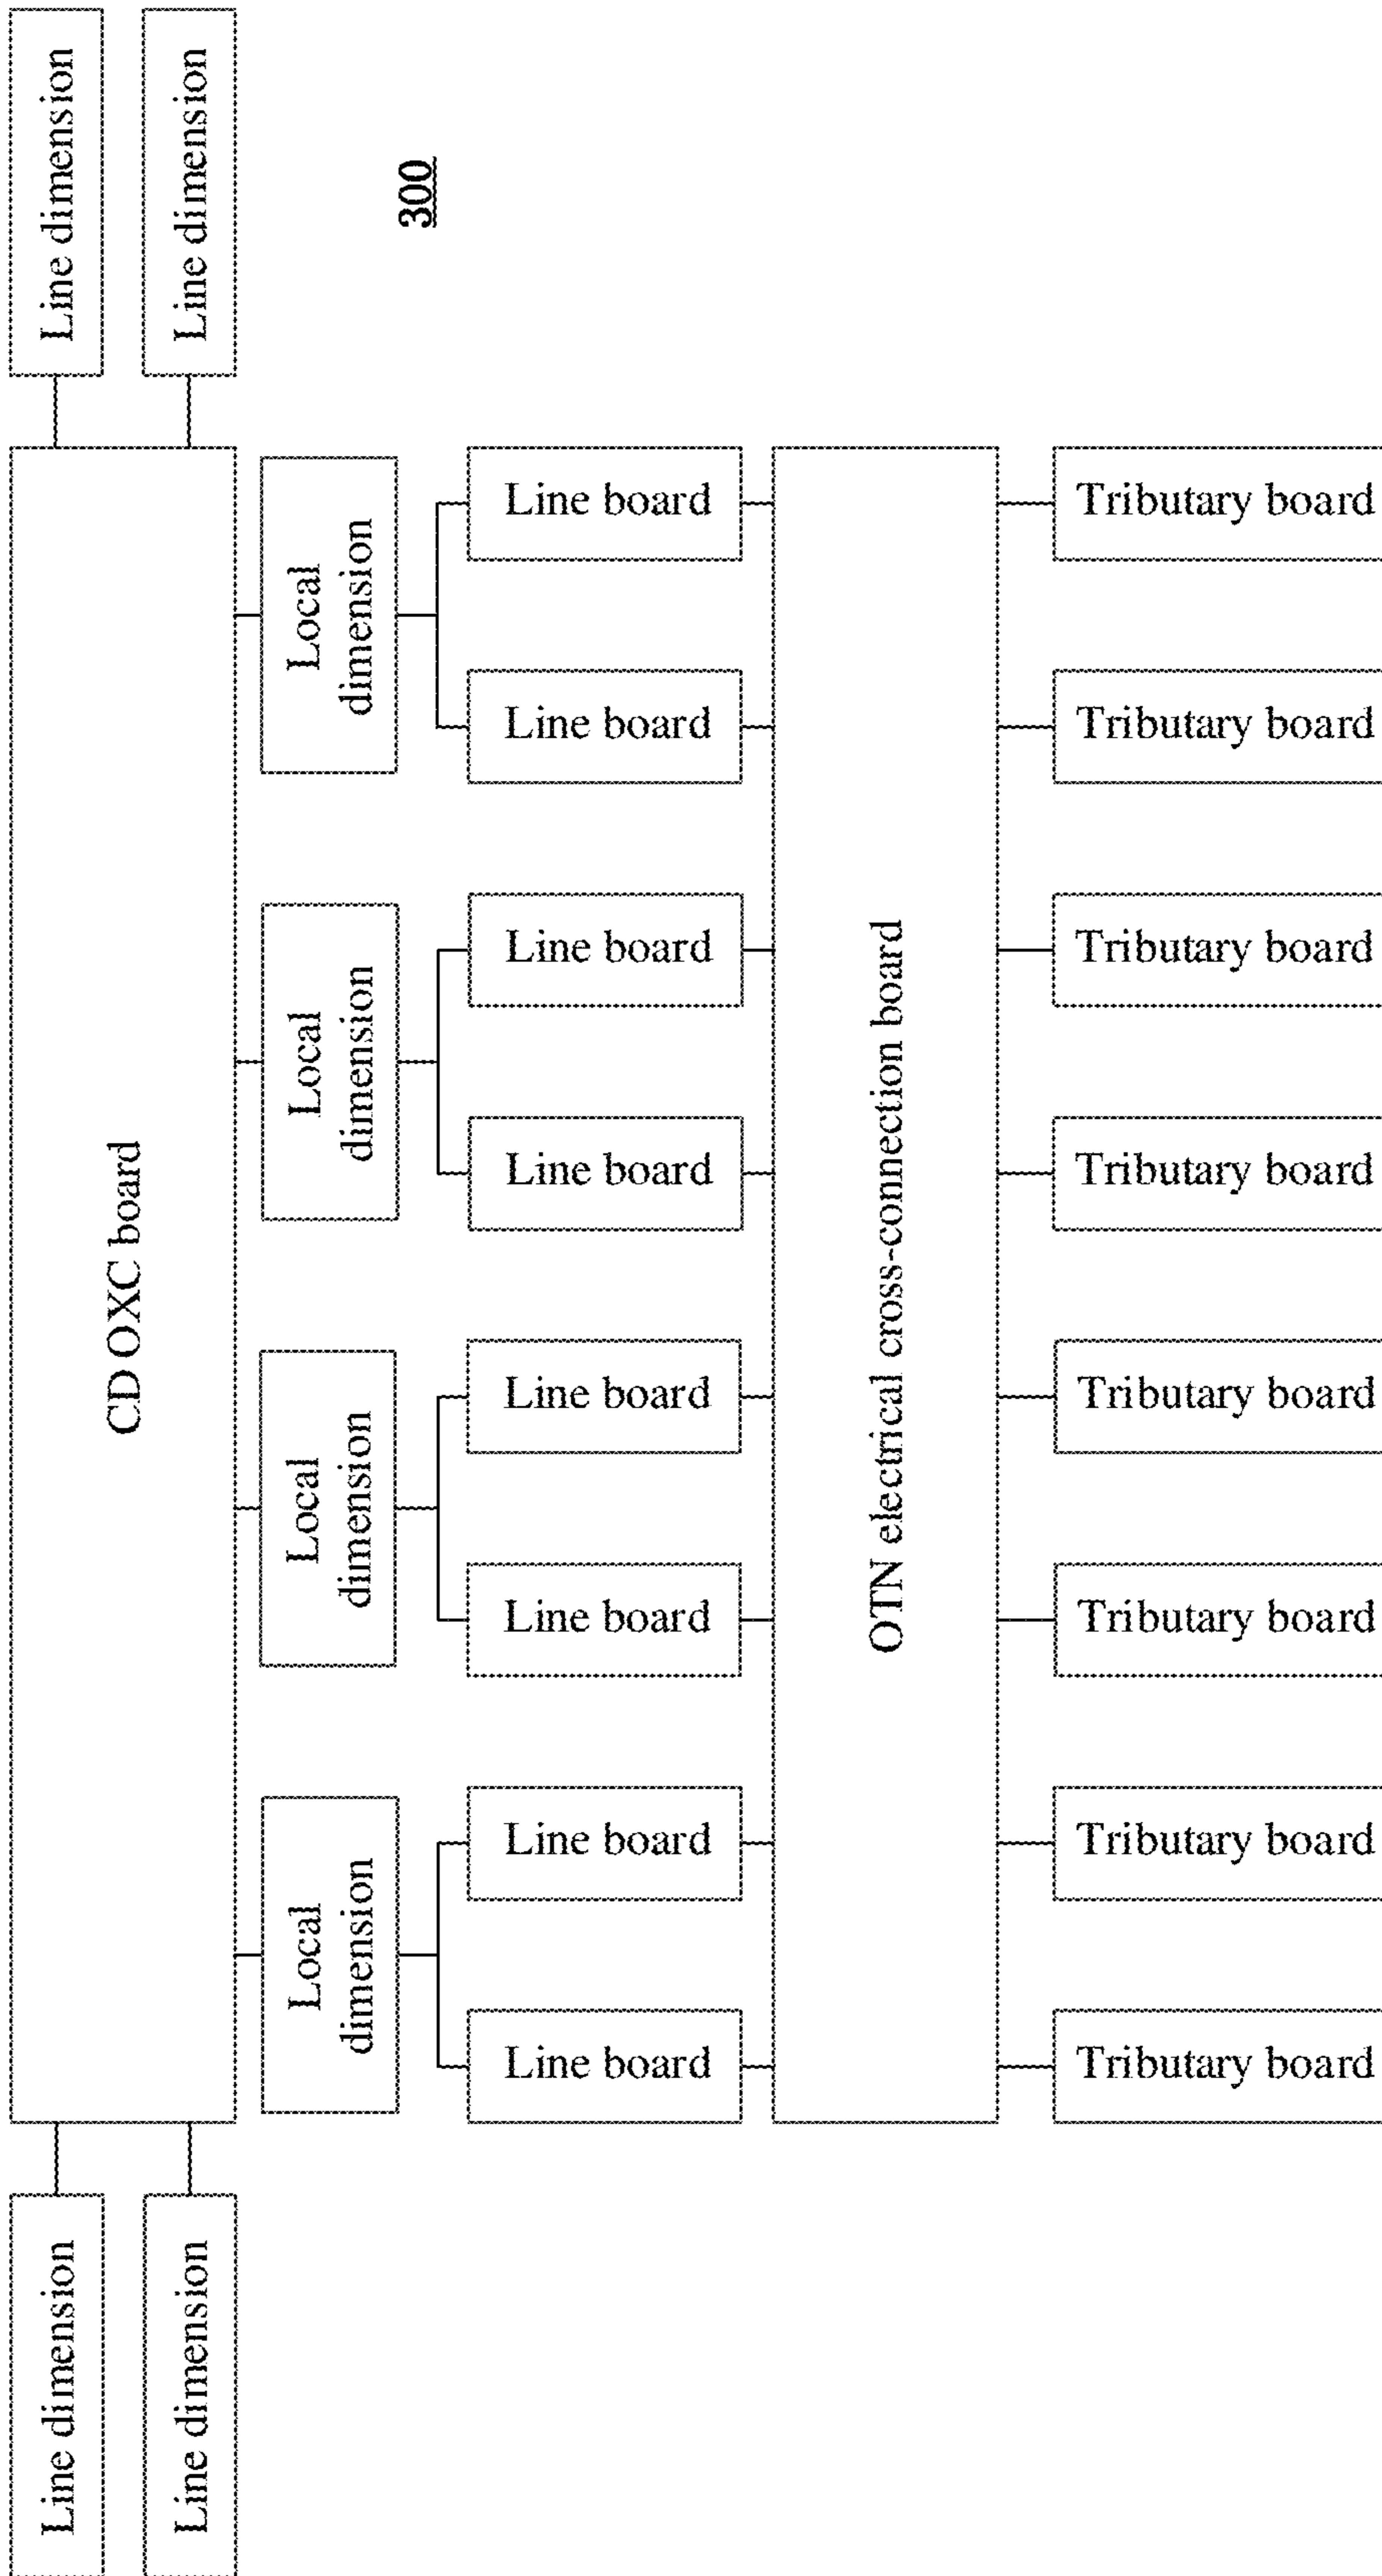 Line dimension
Line dimension
300
CD OXC board
Line dimension
Line dimension
Local
dimension
Local
dimension
Local
dimension
Local
dimension
Line board
Line board
Line board
Line board
Line board
Line board
Line board
Line board
OTN electrical cross-connection board
Tributary board
Tributary board
Tributary board
Tributary board
Tributary board
Tributary board
Tributary board
Tributary board